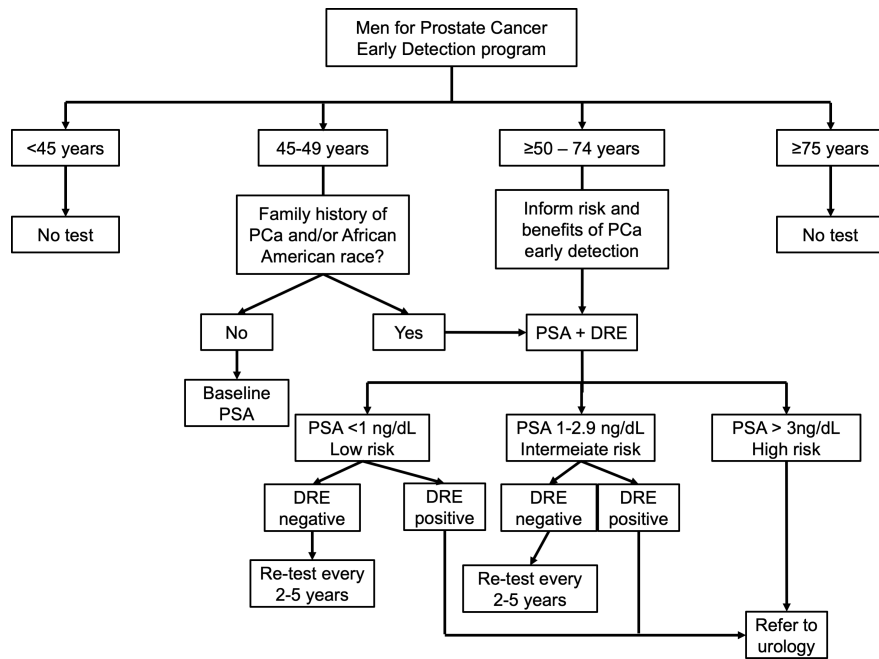 Men for Prostate Cancer
Early Detection program
<45 years
45-49 years
≥50 – 74 years
≥75 years
No test
Family history of
PCa and/or African
American race?
Inform risk and
benefits of PCa
early detection
No test
No
Yes
PSA + DRE
Baseline
PSA
PSA <1 ng/dL
Low risk
PSA 1-2.9 ng/dL
Intermeiate risk
PSA > 3ng/dL
High risk
DRE
negative
DRE
positive
DRE
negative
DRE
positive
Re-test every
2-5 years
Re-test every
2-5 years
Refer to
urology